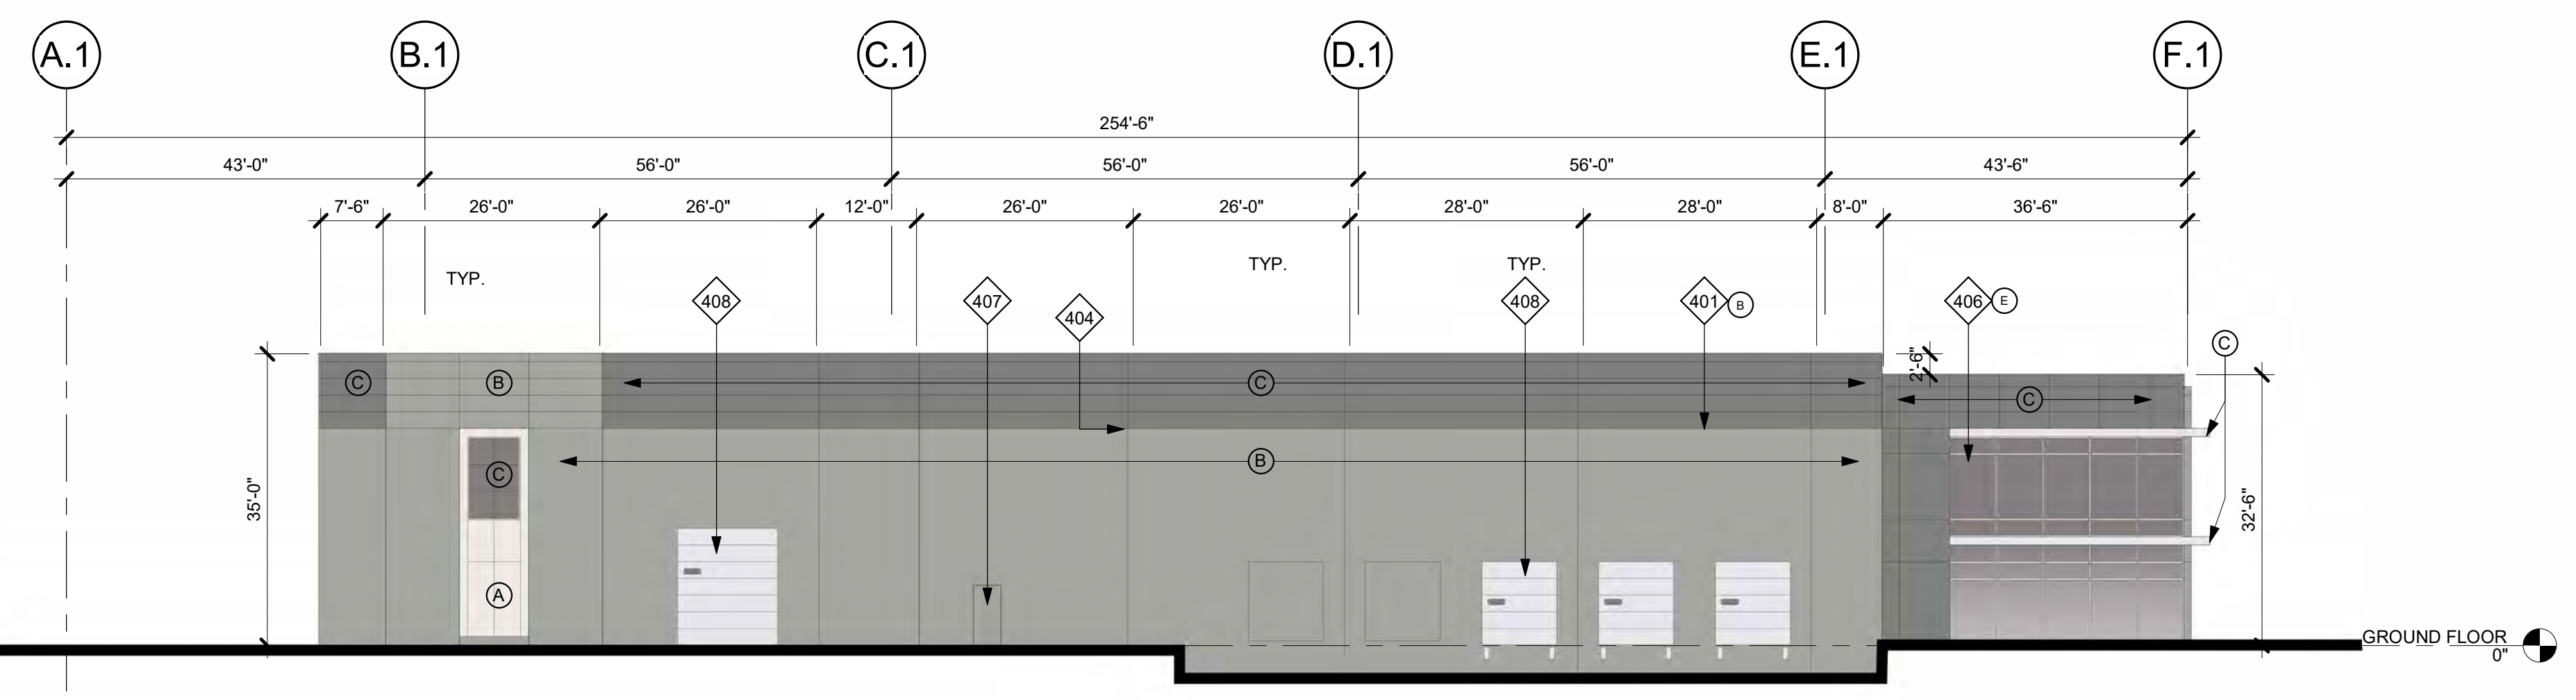 A.1 B.1 C.1 D.1 E.1 F.1
254'-6"
43'-0" 56'-0" 56'-0" 56'-0" 43'-6"
7'-6" 26'-0" 26'-0" 12'-0" 26'-0" 26'-0" 28'-0" 28'-0" 8'-0" 36'-6"
TYP. TYP. TYP.
408 407 404 408 401 B 406 E
C
2'-6"
C B C C
B
C
35'-0" 32'-6"
A
GROUND FLOOR
0"